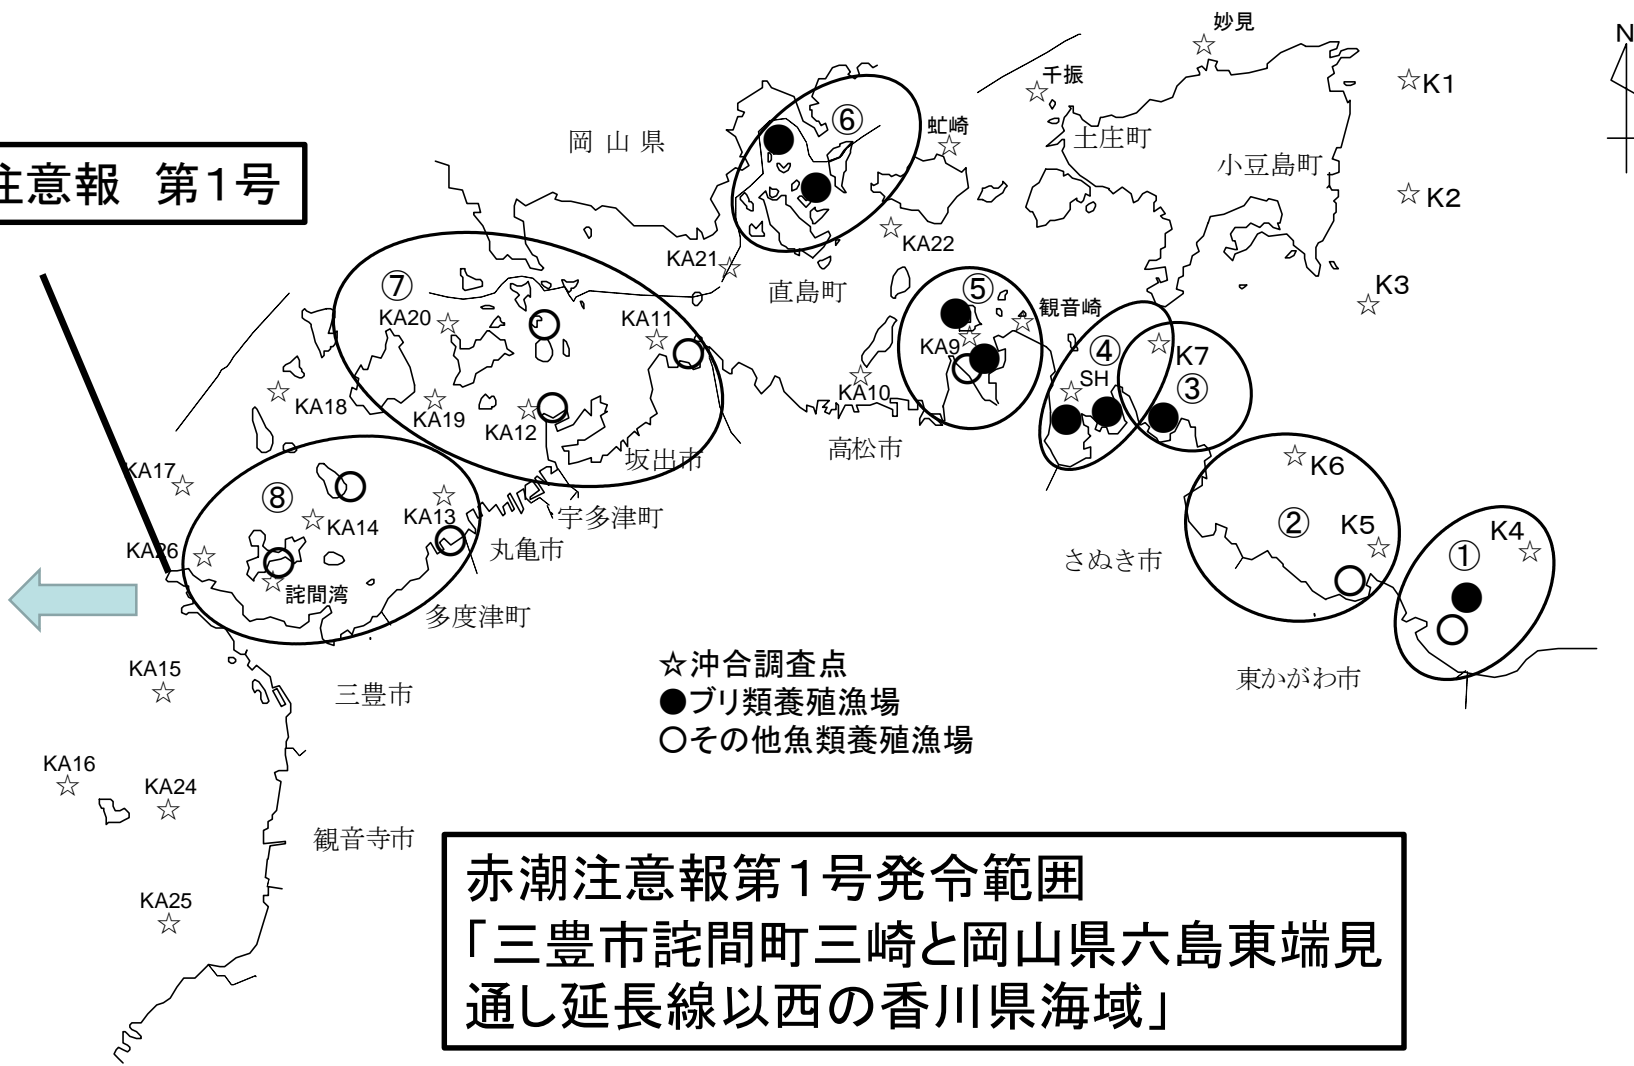 妙見
N
☆K1
千振
⑥
虻崎
岡山県
土庄町
小豆島町
注意報 第1号
☆K2
KA22
KA21
⑦
直島町
⑤
K3
観音崎
KA20
KA11
KA9
④
K7
③
SH
KA10
KA18
KA19
KA12
高松市
坂出市
K6
KA17
⑧
KA14
KA13
宇多津町
②
K5
K4
①
丸亀市
さぬき市
KA26
詫間湾
多度津町
KA15
三豊市
東かがわ市
☆沖合調査点
●ブリ類養殖漁場
○その他魚類養殖漁場
KA16
KA24
観音寺市
KA25
赤潮注意報第1号発令範囲
「三豊市詫間町三崎と岡山県六島東端見
通し延長線以西の香川県海域」